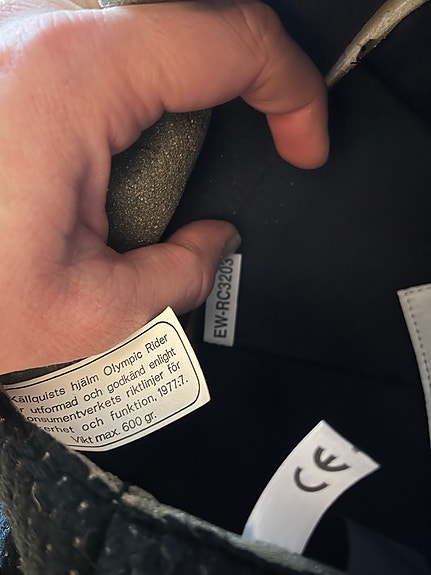 EW-RC3203
Källquists hjälm Olympic Rider
utformad och godkänd enlight
onsumentverkets riktlinjer för
erhet och funktion, 1977:7.
Vikt max. 600 gr.
CE